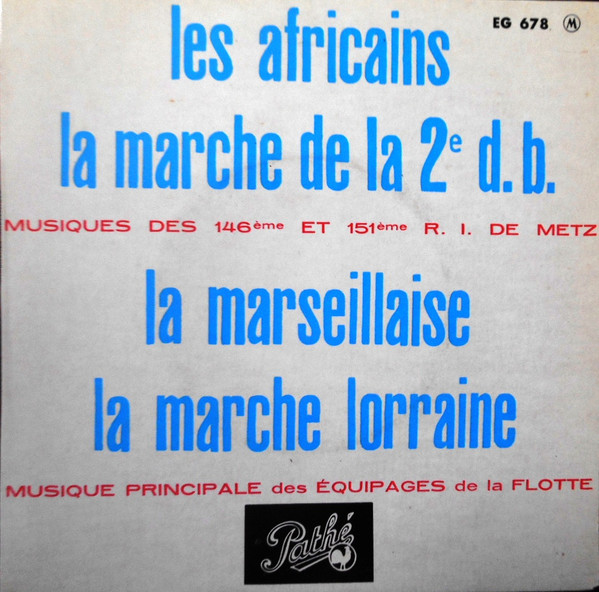 EG 678 M
les africains
la marche de la 2e d.b.
MUSIQUES DES 146ème ET 151ème R. I. DE METZ
la marseillaise
la marche lorraine
MUSIQUE PRINCIPALE des ÉQUIPAGES de la FLOTTE
Pathé